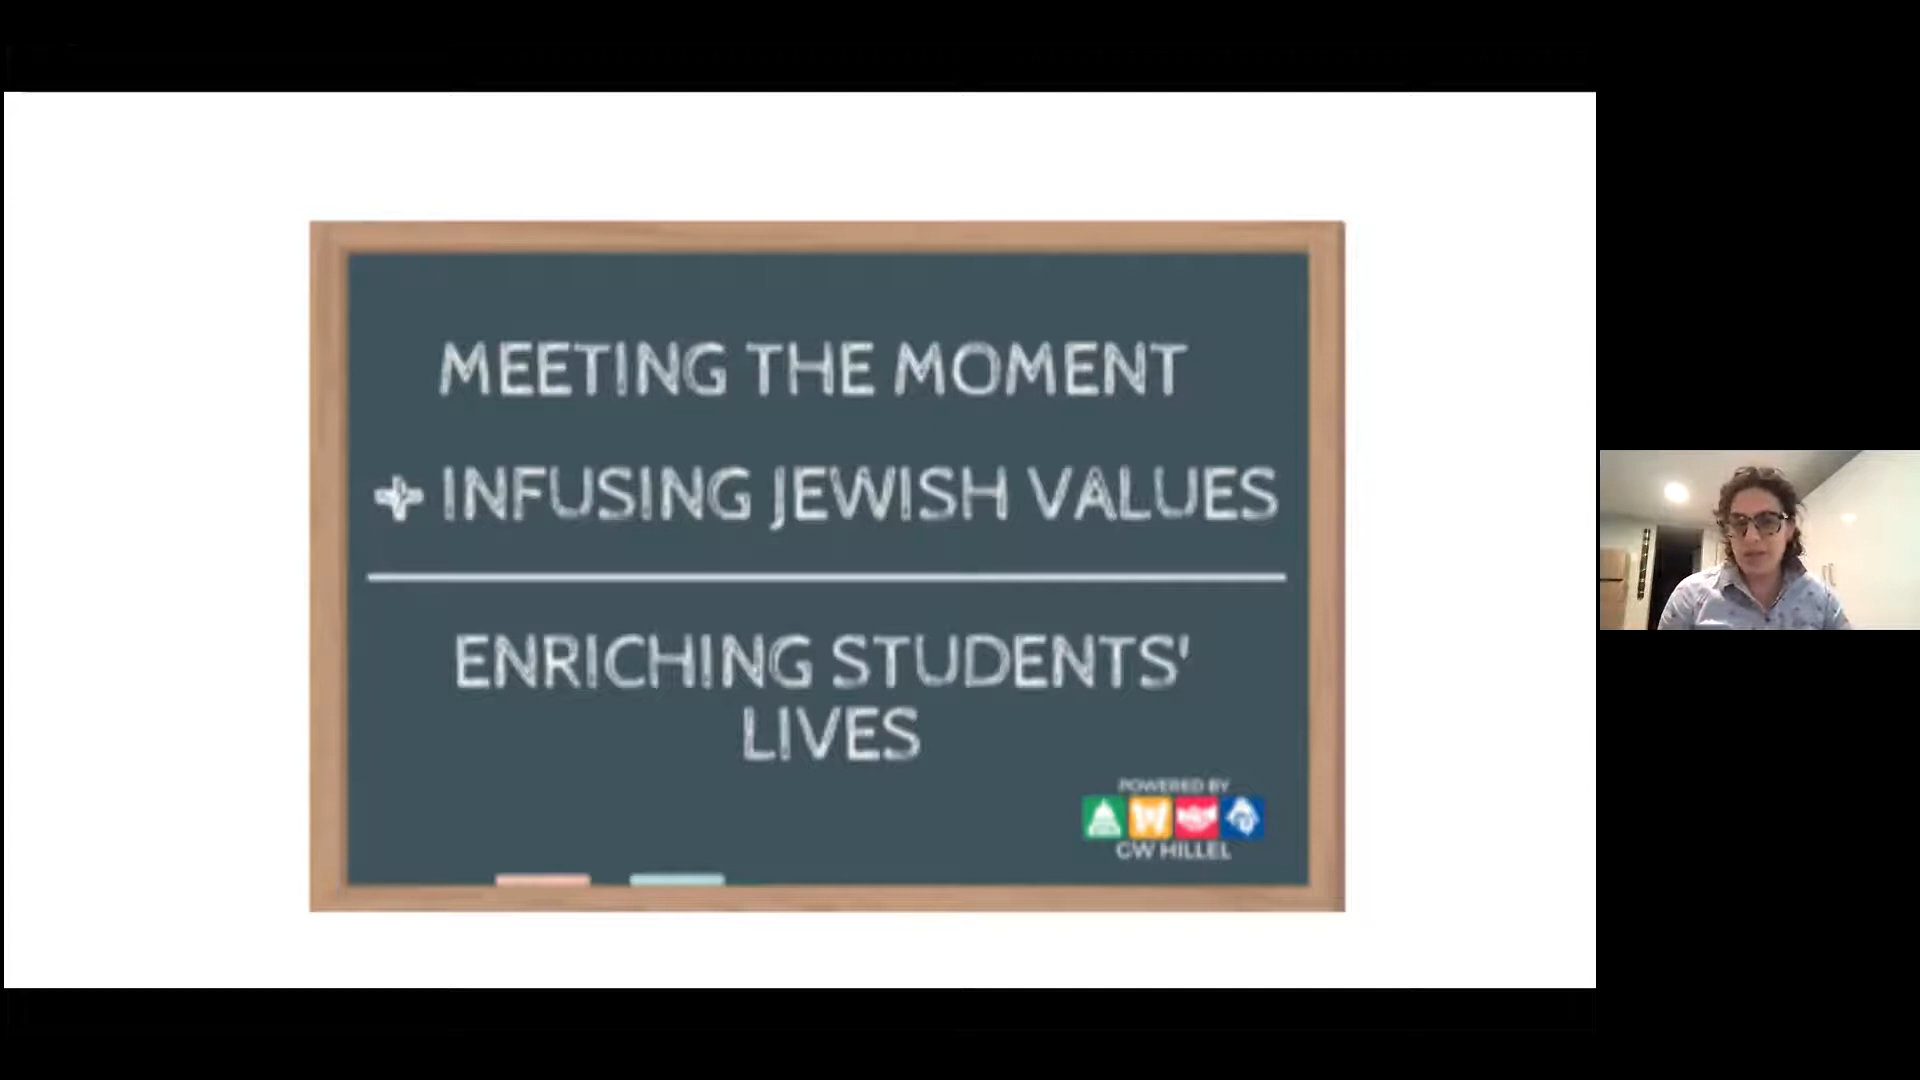 MEETING THE MOMENT
+ INFUSING JEWISH VALUES
ENRICHING STUDENTS'
LIVES
POWERED BY
GW HILLEL